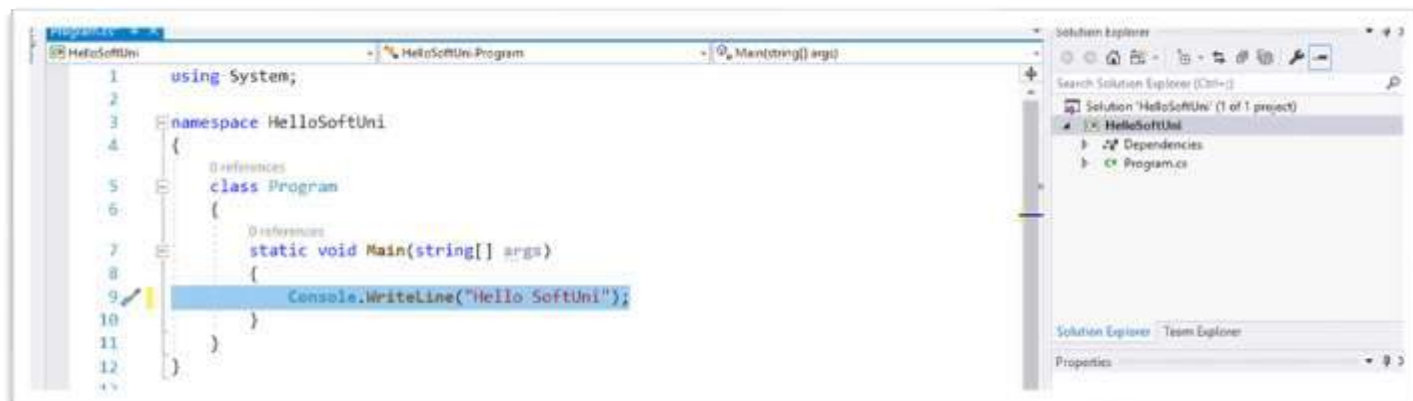 Program.cs
HelloSoftUni
HelloSoftUni.Program
Main(string[] args)
1 using System;
2
3 namespace HelloSoftUni
4 {
0 references
5 class Program
6 {
0 references
7 static void Main(string[] args)
8 {
9 Console.WriteLine("Hello SoftUni");
10 }
11 }
12 }
Solution Explorer
Search Solution Explorer (Ctrl+;)
Solution 'HelloSoftUni' (1 of 1 project)
HelloSoftUni
Dependencies
C# Program.cs
Solution Explorer Team Explorer
Properties